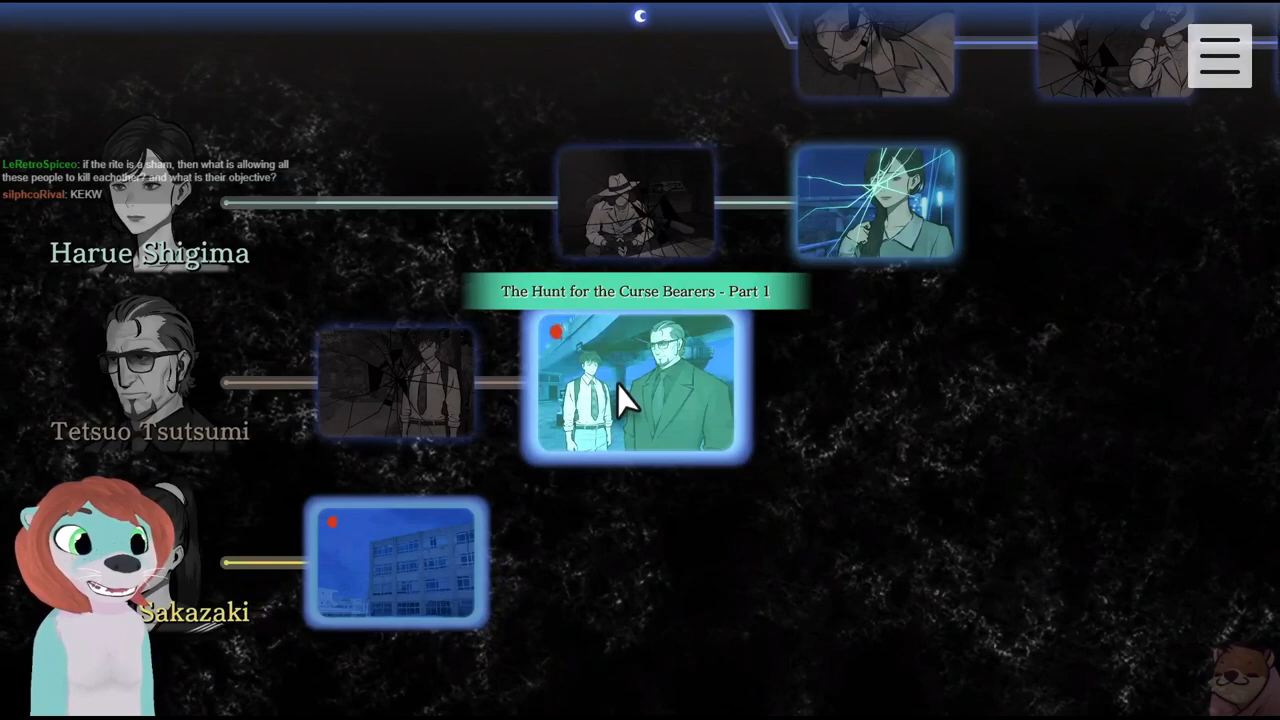 LeRetroSpiceo: if the rite is a sham, then what is allowing all
these people to kill eachother? and what is their objective?
silphcoRival: KEKW
Harue Shigima
The Hunt for the Curse Bearers - Part 1
Tetsuo Tsutsumi
Sakazaki